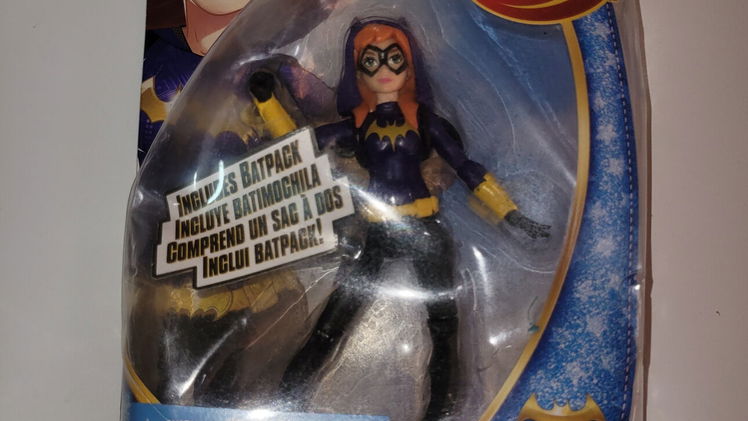 INCLUDES BATPACK
INCLUYE BATIMOCHILA
COMPREND UN SAC À DOS
INCLUI BATPACK!